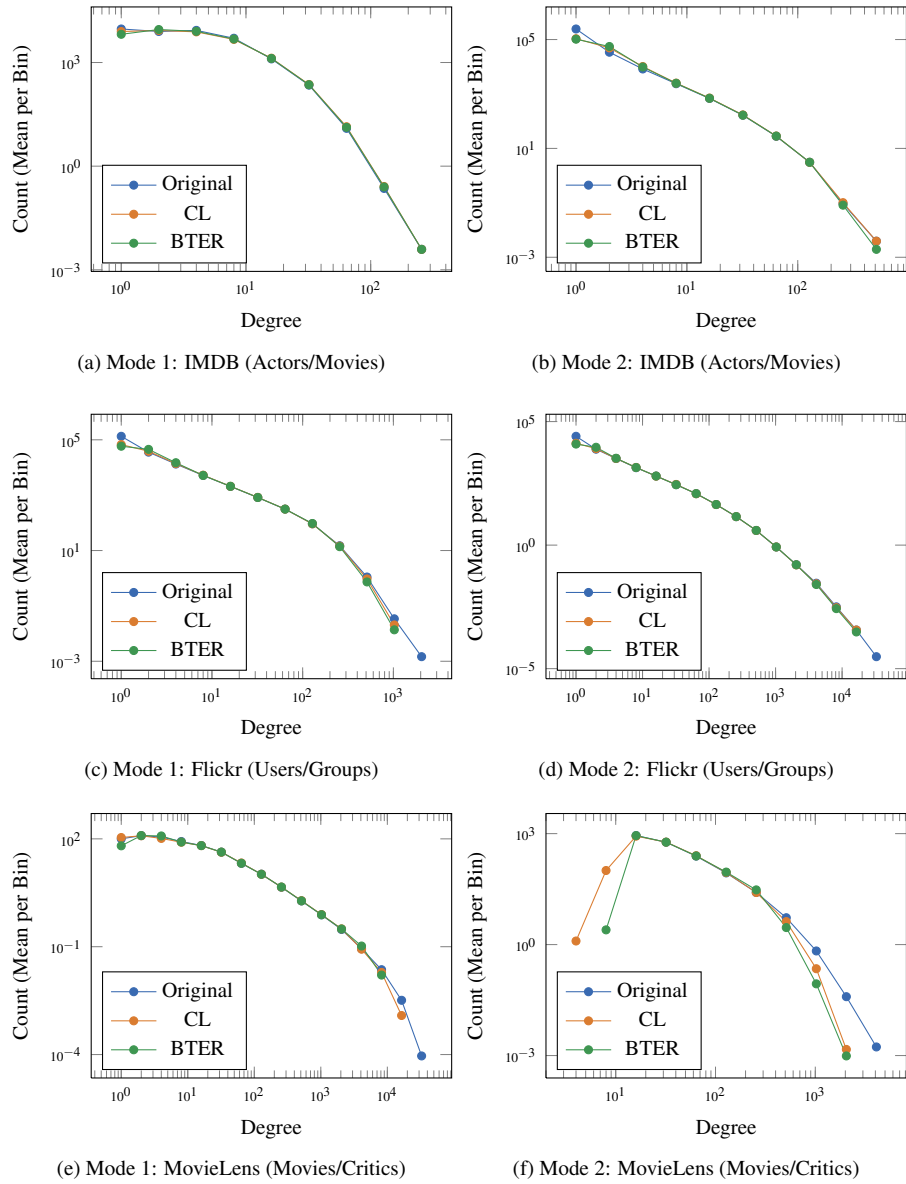 Count (Mean per Bin)
10^3
10^0
10^−3
Original
CL
BTER
10^0 10^1 10^2
Degree
(a) Mode 1: IMDB (Actors/Movies)
Count (Mean per Bin)
10^5
10^1
10^−3
Original
CL
BTER
10^0 10^1 10^2
Degree
(b) Mode 2: IMDB (Actors/Movies)
Count (Mean per Bin)
10^5
10^1
10^−3
Original
CL
BTER
10^0 10^1 10^2 10^3
Degree
(c) Mode 1: Flickr (Users/Groups)
Count (Mean per Bin)
10^5
10^0
10^−5
Original
CL
BTER
10^0 10^1 10^2 10^3 10^4
Degree
(d) Mode 2: Flickr (Users/Groups)
Count (Mean per Bin)
10^2
10^−1
10^−4
Original
CL
BTER
10^0 10^1 10^2 10^3 10^4
Degree
(e) Mode 1: MovieLens (Movies/Critics)
Count (Mean per Bin)
10^3
10^0
10^−3
Original
CL
BTER
10^1 10^2 10^3
Degree
(f) Mode 2: MovieLens (Movies/Critics)